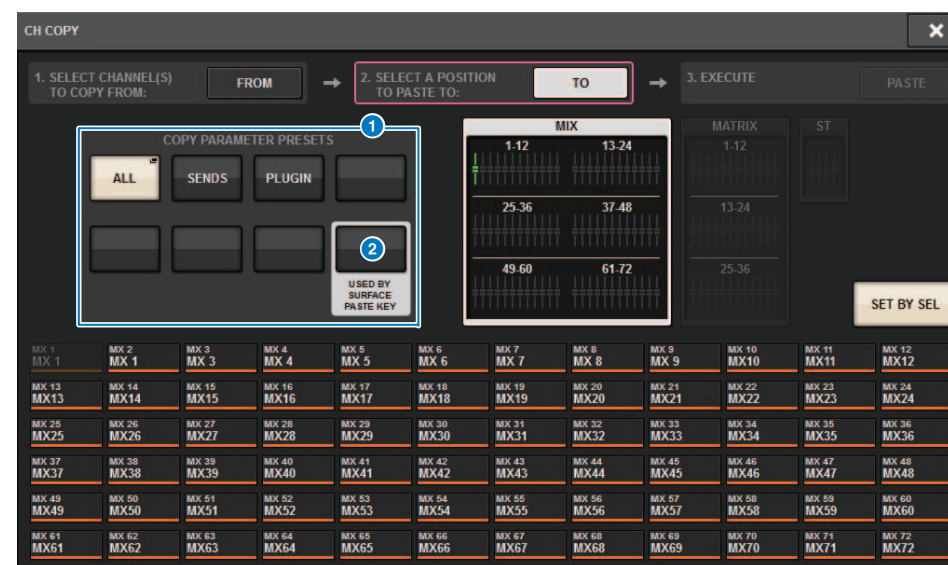 CH COPY
1. SELECT CHANNEL(S)
TO COPY FROM:
FROM
2. SELECT A POSITION
TO PASTE TO:
TO
3. EXECUTE
PASTE
1
COPY PARAMETER PRESETS
ALL
SENDS
PLUGIN
2
USED BY
SURFACE
PASTE KEY
MIX
1-12
13-24
25-36
37-48
49-60
61-72
MATRIX
1-12
13-24
25-36
ST
SET BY SEL
MX 1 MX 2 MX 3 MX 4 MX 5 MX 6 MX 7 MX 8 MX 9 MX 10 MX 11 MX 12
MX 1 MX 1 MX 3 MX 4 MX 5 MX 6 MX 7 MX 8 MX 9 MX10 MX11 MX12
MX 13 MX 14 MX 15 MX 16 MX 17 MX 18 MX 19 MX 20 MX 21 MX 22 MX 23 MX 24
MX13 MX14 MX15 MX16 MX17 MX18 MX19 MX20 MX21 MX22 MX23 MX24
MX 25 MX 26 MX 27 MX 28 MX 29 MX 30 MX 31 MX 32 MX 33 MX 34 MX 35 MX 36
MX25 MX26 MX27 MX28 MX29 MX30 MX31 MX32 MX33 MX34 MX35 MX36
MX 37 MX 38 MX 39 MX 40 MX 41 MX 42 MX 43 MX 44 MX 45 MX 46 MX 47 MX 48
MX37 MX38 MX39 MX40 MX41 MX42 MX43 MX44 MX45 MX46 MX47 MX48
MX 49 MX 50 MX 51 MX 52 MX 53 MX 54 MX 55 MX 56 MX 57 MX 58 MX 59 MX 60
MX49 MX50 MX51 MX52 MX53 MX54 MX55 MX56 MX57 MX58 MX59 MX60
MX 61 MX 62 MX 63 MX 64 MX 65 MX 66 MX 67 MX 68 MX 69 MX 70 MX 71 MX 72
MX61 MX62 MX63 MX64 MX65 MX66 MX67 MX68 MX69 MX70 MX71 MX72